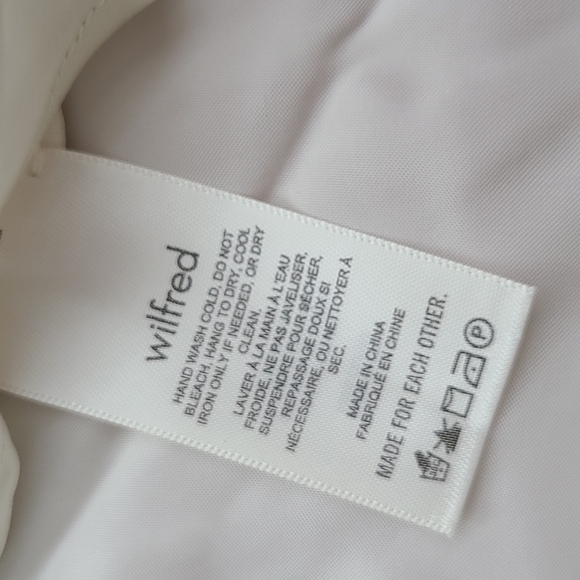 wilfred
HAND WASH COLD, DO NOT
BLEACH, HANG TO DRY, COOL
IRON ONLY IF NEEDED, OR DRY
CLEAN.
LAVER À LA MAIN À L'EAU
FROIDE, NE PAS JAVELISER,
SUSPENDRE POUR SÉCHER,
REPASSAGE DOUX SI
NÉCESSAIRE, OU NETTOYER À
SEC.
MADE IN CHINA
FABRIQUÉ EN CHINE
MADE FOR EACH OTHER.
P